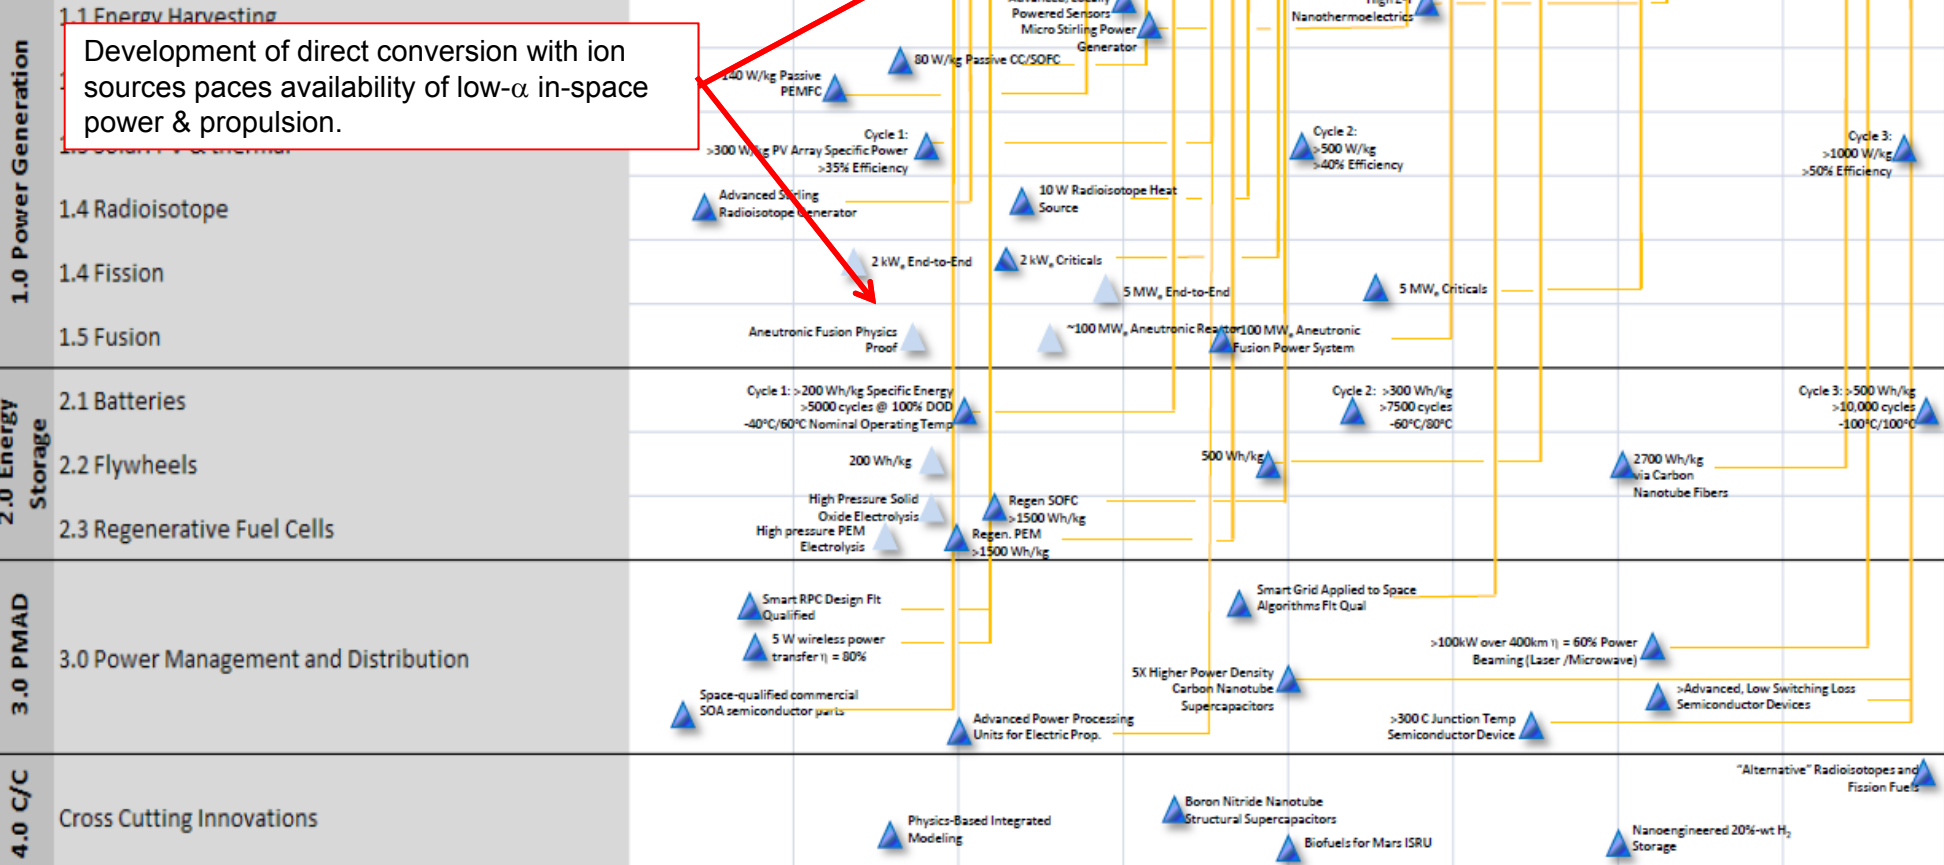 1.0 Power Generation
1.1 Energy Harvesting
Development of direct conversion with ion
sources paces availability of low-α in-space
power & propulsion.
Powered Sensors
Micro Stirling Power
Generator
Nanothermoelectrics
80 W/kg Passive CC/SOFC
140 W/kg Passive
PEMFC
Cycle 1:
>300 W/kg PV Array Specific Power
>35% Efficiency
Cycle 2:
>500 W/kg
>40% Efficiency
Cycle 3:
>1000 W/kg
>50% Efficiency
1.4 Radioisotope
Advanced Stirling
Radioisotope Generator
10 W Radioisotope Heat
Source
1.4 Fission
2 kWe End-to-End
2 kWe Criticals
5 MWe End-to-End
5 MWe Criticals
1.5 Fusion
Aneutronic Fusion Physics
Proof
~100 MWe Aneutronic Reactor
100 MWe Aneutronic
Fusion Power System
2.0 Energy
Storage
2.1 Batteries
Cycle 1: >200 Wh/kg Specific Energy
>5000 cycles @ 100% DOD
-40°C/60°C Nominal Operating Temp
Cycle 2: >300 Wh/kg
>7500 cycles
-60°C/80°C
Cycle 3: >500 Wh/kg
>10,000 cycles
-100°C/100°C
2.2 Flywheels
200 Wh/kg
500 Wh/kg
2700 Wh/kg
via Carbon
Nanotube Fibers
2.3 Regenerative Fuel Cells
High Pressure Solid
Oxide Electrolysis
High pressure PEM
Electrolysis
Regen SOFC
>1500 Wh/kg
Regen. PEM
>1500 Wh/kg
3.0 PMAD
3.0 Power Management and Distribution
Smart RPC Design Flt
Qualified
5 W wireless power
transfer η = 80%
Space-qualified commercial
SOA semiconductor parts
Advanced Power Processing
Units for Electric Prop.
Smart Grid Applied to Space
Algorithms Flt Qual
5X Higher Power Density
Carbon Nanotube
Supercapacitors
>100kW over 400km η = 60% Power
Beaming (Laser /Microwave)
>Advanced, Low Switching Loss
Semiconductor Devices
>300 C Junction Temp
Semiconductor Device
4.0 C/C
Cross Cutting Innovations
Physics-Based Integrated
Modeling
Boron Nitride Nanotube
Structural Supercapacitors
Biofuels for Mars ISRU
"Alternative" Radioisotopes and
Fission Fuels
Nanoengineered 20%-wt H2
Storage